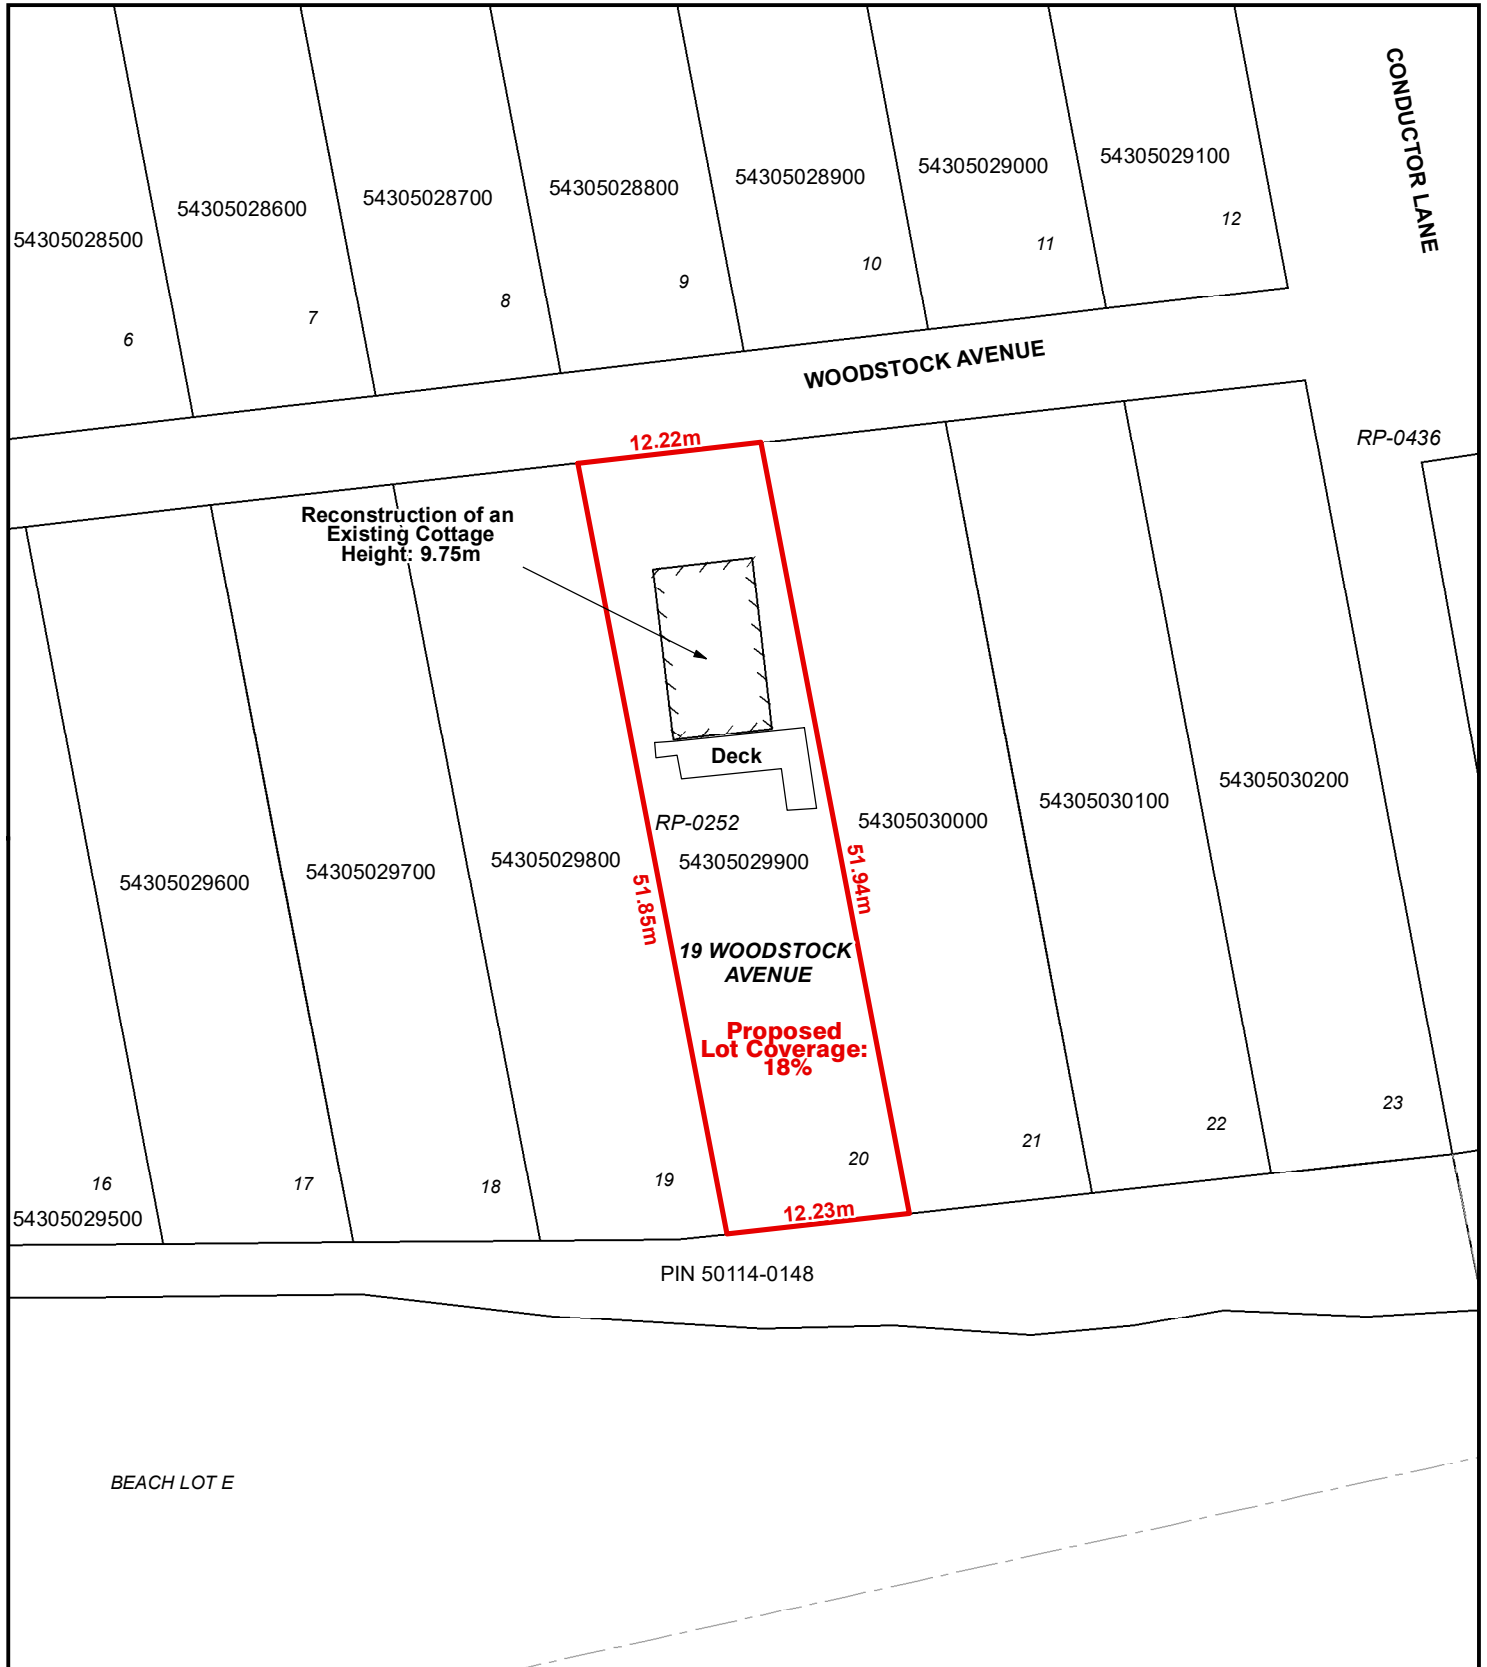 CONDUCTOR LANE
54305028500
54305028600
54305028700
54305028800
54305028900
54305029000
54305029100
6
7
8
9
10
11
12
WOODSTOCK AVENUE
RP-0436
12.22m
Reconstruction of an
Existing Cottage
Height: 9.75m
Deck
RP-0252
54305029600
54305029700
54305029800
54305029900
54305030000
54305030100
54305030200
51.85m
51.94m
19 WOODSTOCK
AVENUE
Proposed
Lot Coverage:
18%
16
17
18
19
20
21
22
23
54305029500
12.23m
PIN 50114-0148
BEACH LOT E